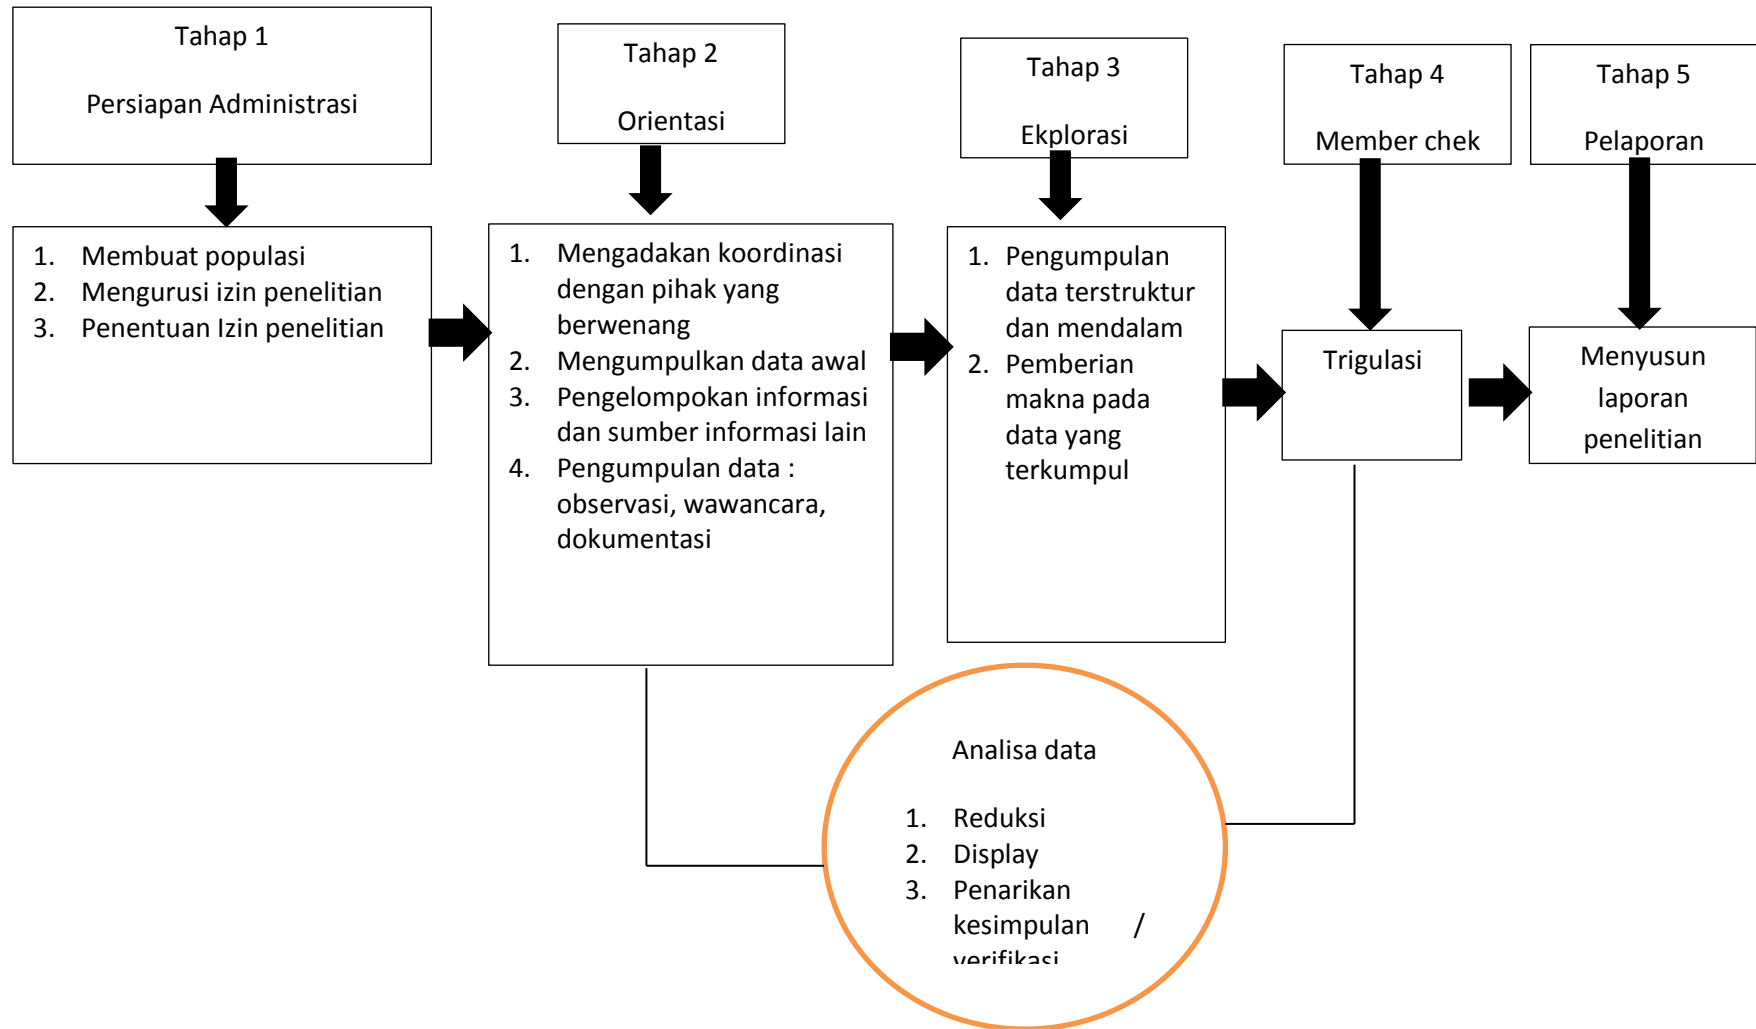 Tahap 1
Persiapan Administrasi
Tahap 2
Orientasi
Tahap 3
Ekplorasi
Tahap 4
Member chek
Tahap 5
Pelaporan
1. Membuat populasi
2. Mengurusi izin penelitian
3. Penentuan Izin penelitian
1. Mengadakan koordinasi
dengan pihak yang
berwenang
2. Mengumpulkan data awal
3. Pengelompokan informasi
dan sumber informasi lain
4. Pengumpulan data :
observasi, wawancara,
dokumentasi
1. Pengumpulan
data terstruktur
dan mendalam
2. Pemberian
makna pada
data yang
terkumpul
Trigulasi
Menyusun
laporan
penelitian
Analisa data
1. Reduksi
2. Display
3. Penarikan
kesimpulan /
verifikasi